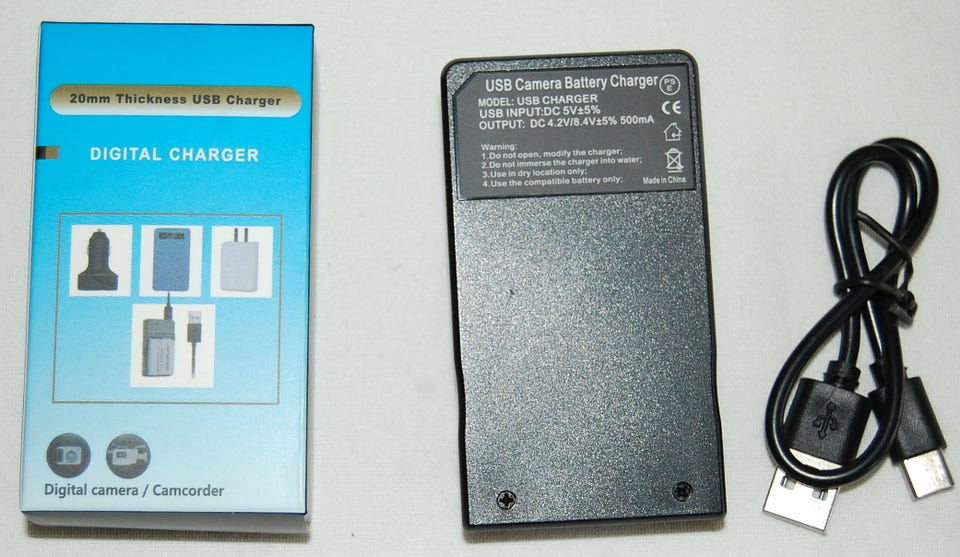 20mm Thickness USB Charger
DIGITAL CHARGER
Digital camera / Camcorder
USB Camera Battery Charger
PS
E
MODEL: USB CHARGER
USB INPUT:DC 5V±5%
OUTPUT: DC 4.2V/8.4V±5% 500mA
CE
Warning:
1.Do not open, modify the charger;
2.Do not immerse the charger into water;
3.Use in dry location only;
4.Use the compatible battery only;
Made in China